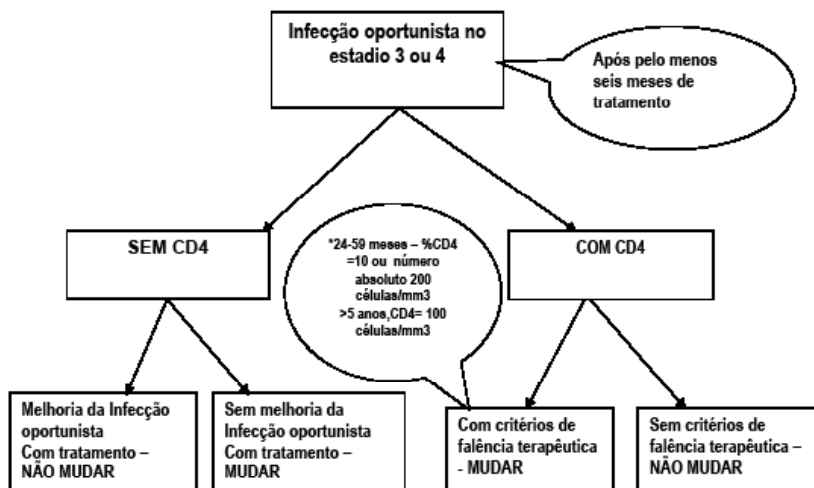 Infecção oportunista no
estadio 3 ou 4
Após pelo menos
seis meses de
tratamento
SEM CD4
*24-59 meses – %CD4
=10 ou número
absoluto 200
células/mm3
>5 anos,CD4= 100
células/mm3
COM CD4
Melhoria da Infecção
oportunista
Com tratamento –
NÃO MUDAR
Sem melhoria da
Infecção oportunista
Com tratamento –
MUDAR
Com critérios de
falência terapêutica
- MUDAR
Sem critérios de
falência terapêutica –
NÃO MUDAR